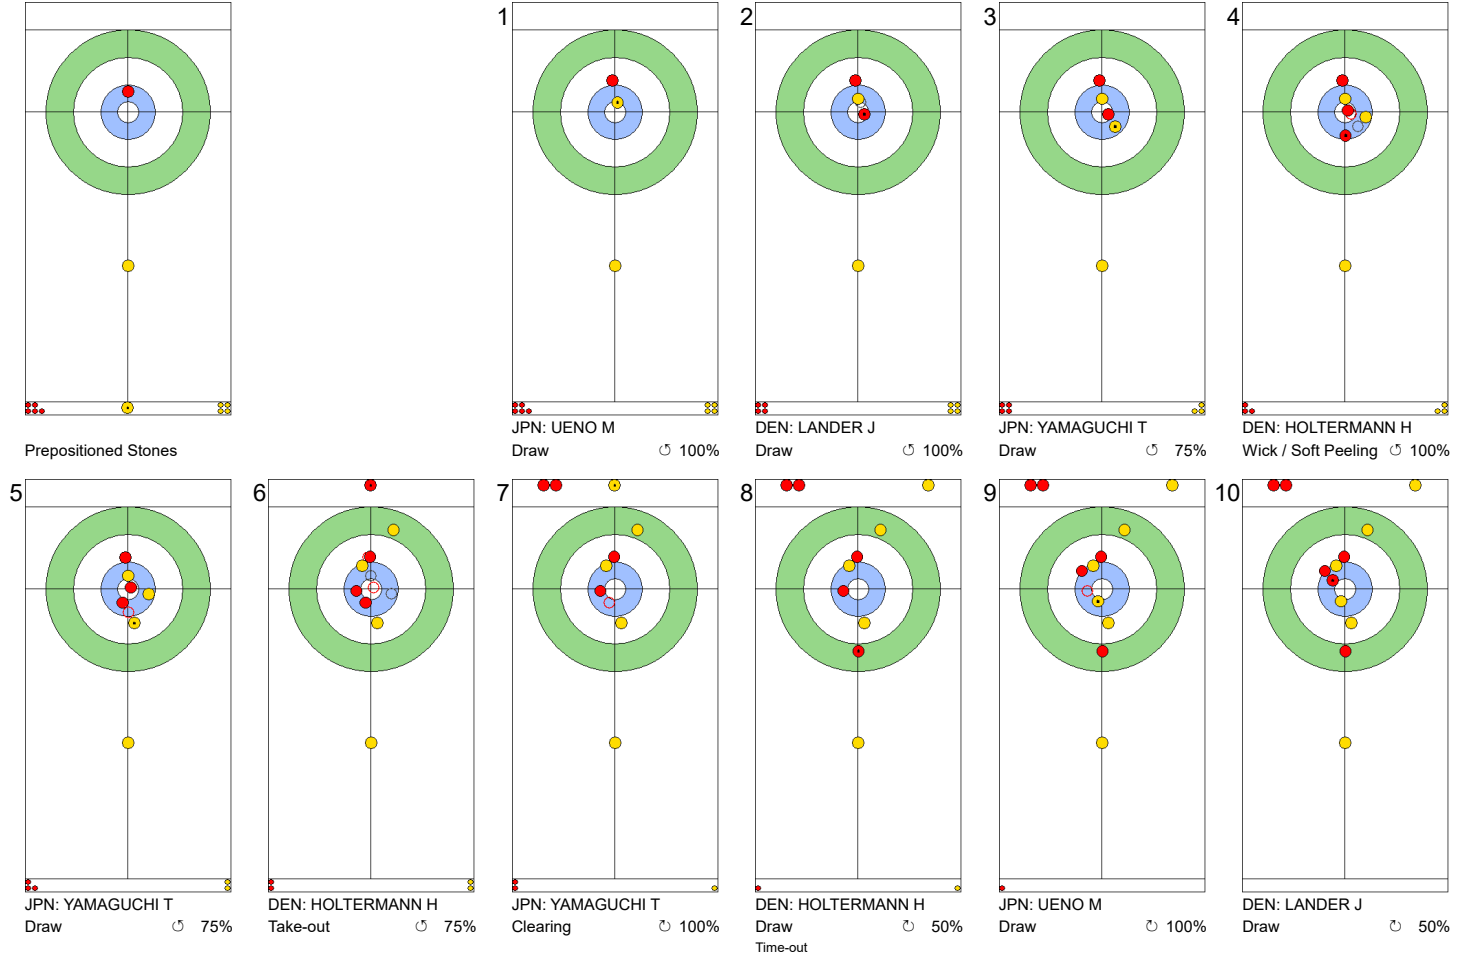 Prepositioned Stones
1
JPN: UENO M
Draw ↺ 100%
2
DEN: LANDER J
Draw ↺ 100%
3
JPN: YAMAGUCHI T
Draw ↺ 75%
4
DEN: HOLTERMANN H
Wick / Soft Peeling ↺ 100%
5
JPN: YAMAGUCHI T
Draw ↺ 75%
6
DEN: HOLTERMANN H
Take-out ↺ 75%
7
JPN: YAMAGUCHI T
Clearing ↺ 100%
8
DEN: HOLTERMANN H
Draw ↻ 50%
Time-out
9
JPN: UENO M
Draw ↻ 100%
10
DEN: LANDER J
Draw ↻ 50%